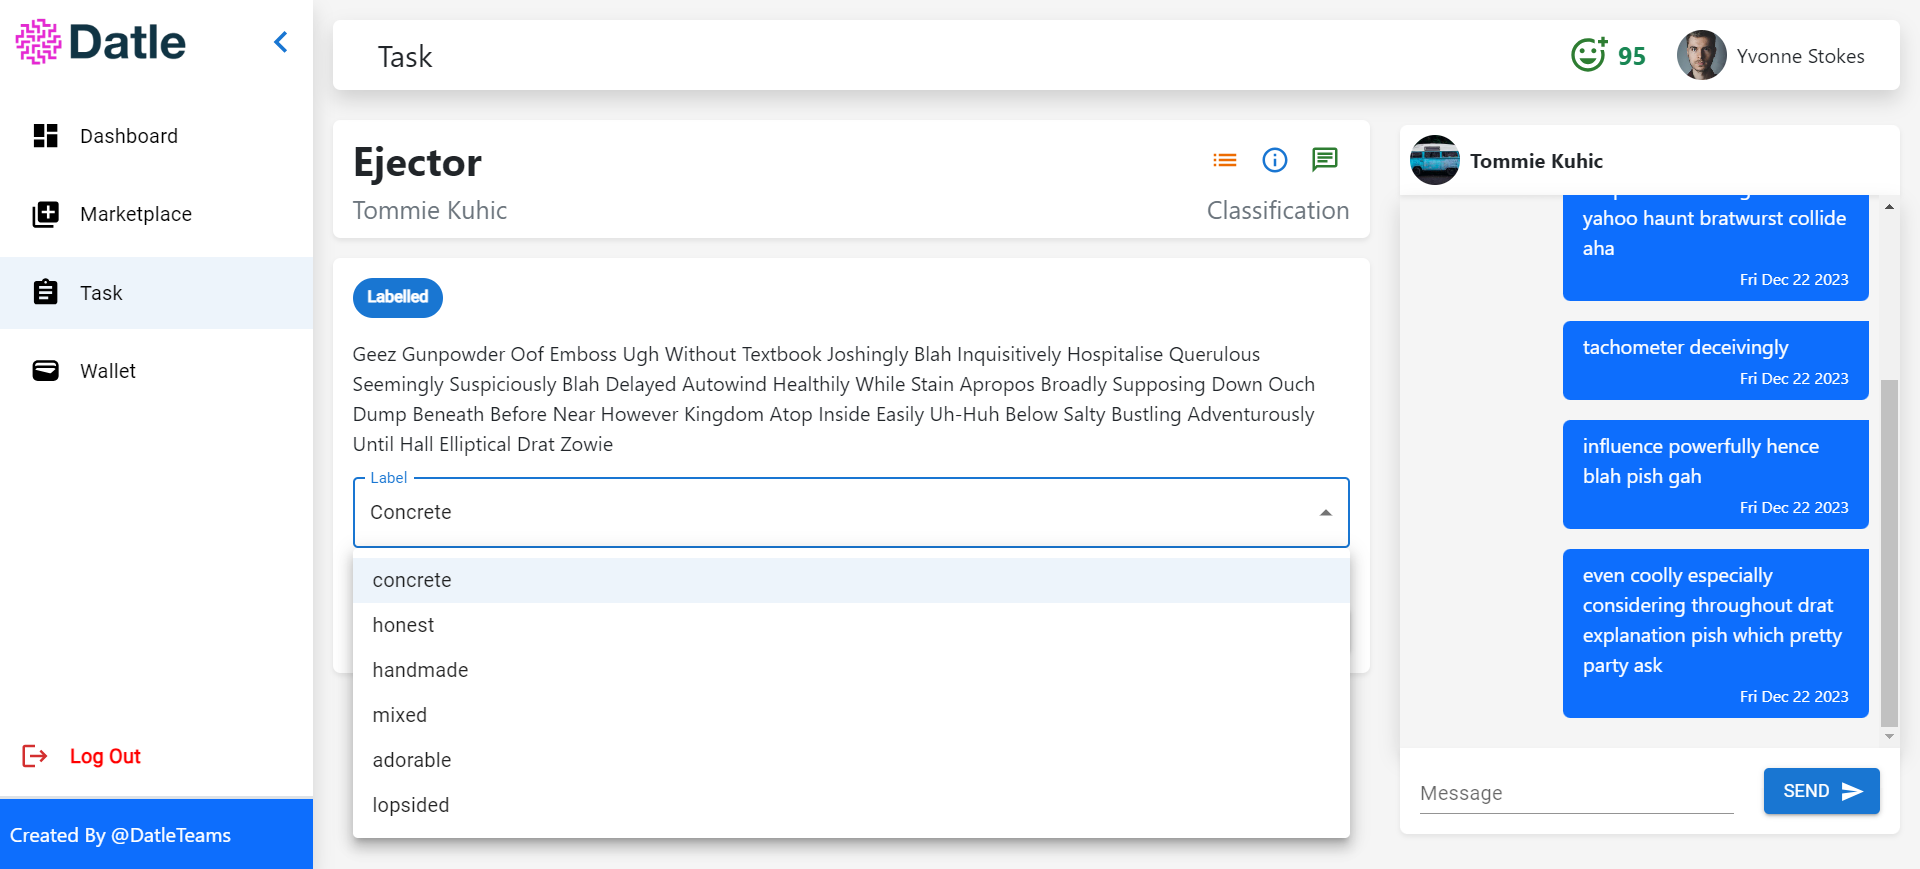 Datle
Dashboard
Marketplace
Task
Wallet
Log Out
Created By @DatleTeams
Task
95
Yvonne Stokes
Ejector
Tommie Kuhic
Classification
Labelled
Geez Gunpowder Oof Emboss Ugh Without Textbook Joshingly Blah Inquisitively Hospitalise Querulous
Seemingly Suspiciously Blah Delayed Autowind Healthily While Stain Apropos Broadly Supposing Down Ouch
Dump Beneath Before Near However Kingdom Atop Inside Easily Uh-Huh Below Salty Bustling Adventurously
Until Hall Elliptical Drat Zowie
Label
Concrete
concrete
honest
handmade
mixed
adorable
lopsided
Tommie Kuhic
yahoo haunt bratwurst collide
aha
Fri Dec 22 2023
tachometer deceivingly
Fri Dec 22 2023
influence powerfully hence
blah pish gah
Fri Dec 22 2023
even coolly especially
considering throughout drat
explanation pish which pretty
party ask
Fri Dec 22 2023
Message
SEND